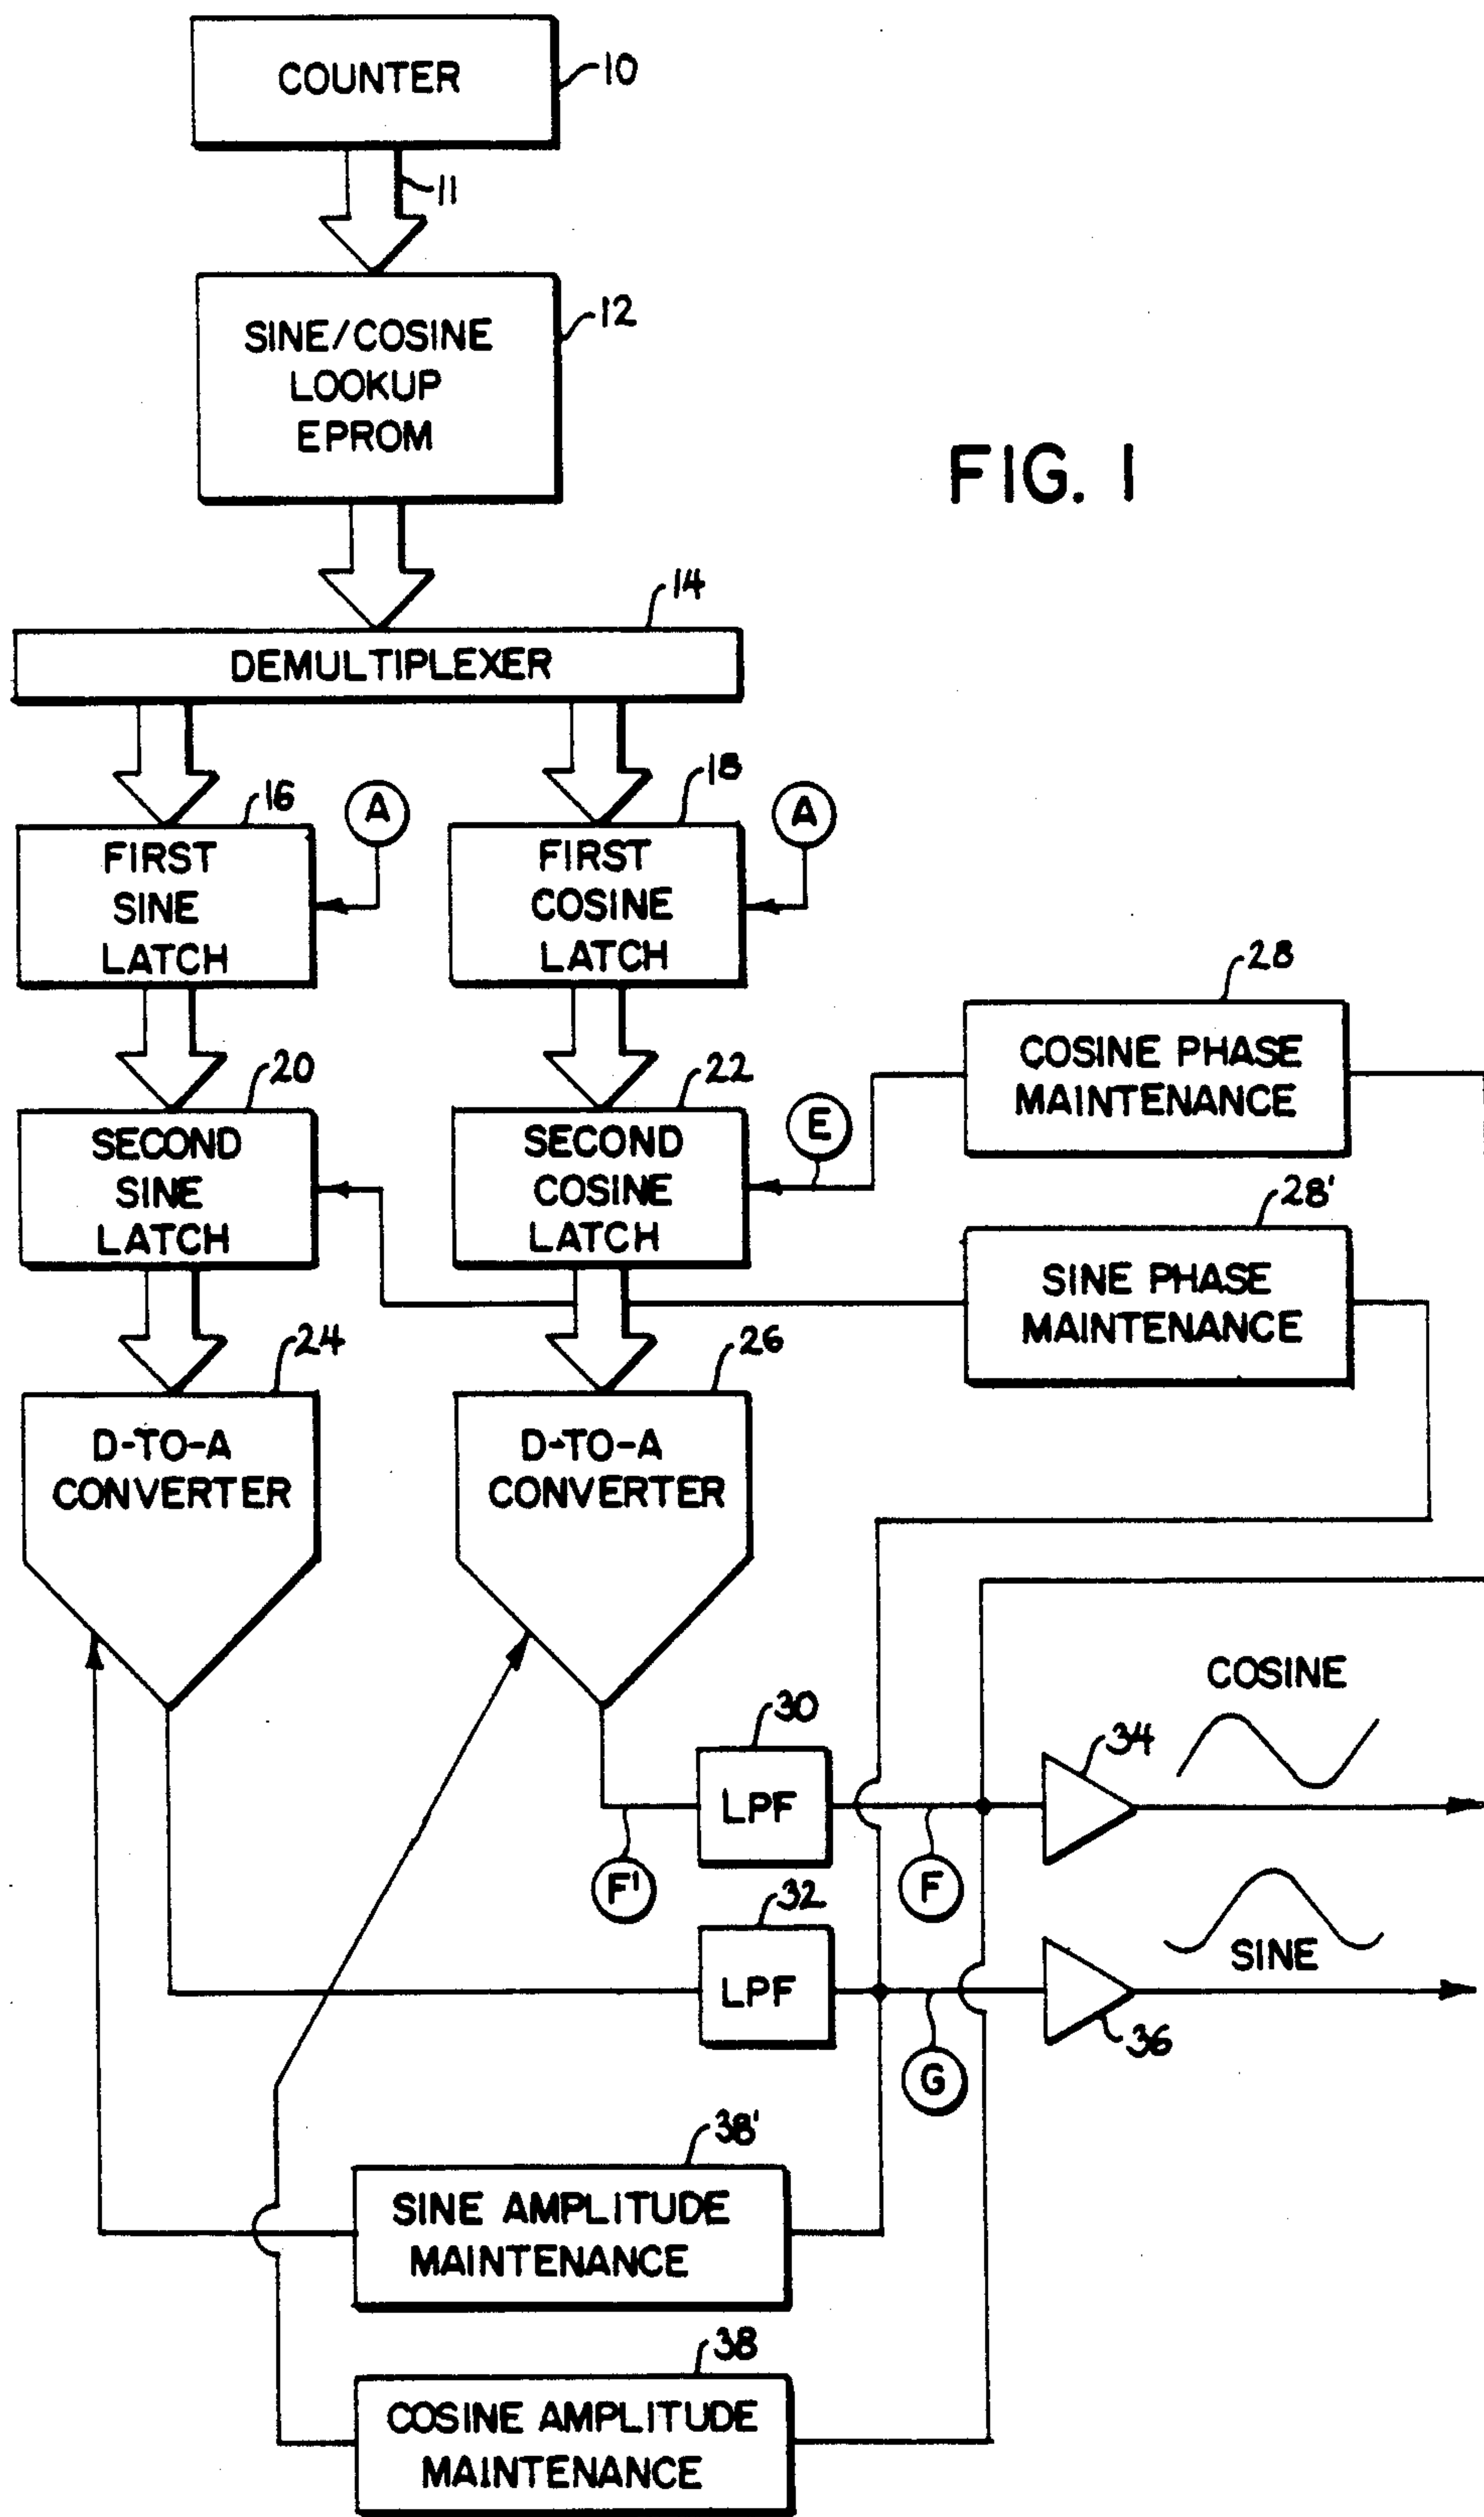 COUNTER
10
11
SINE/COSINE
LOOKUP
EPROM
12
FIG. 1
14
DEMULTIPLEXER
16
A
18
A
FIRST
SINE
LATCH
FIRST
COSINE
LATCH
28
COSINE PHASE
MAINTENANCE
20
22
E
SECOND
SINE
LATCH
SECOND
COSINE
LATCH
28'
SINE PHASE
MAINTENANCE
24
26
D-TO-A
CONVERTER
D-TO-A
CONVERTER
COSINE
30
34
LPF
F'
F
32
LPF
SINE
36
G
38'
SINE AMPLITUDE
MAINTENANCE
38
COSINE AMPLITUDE
MAINTENANCE